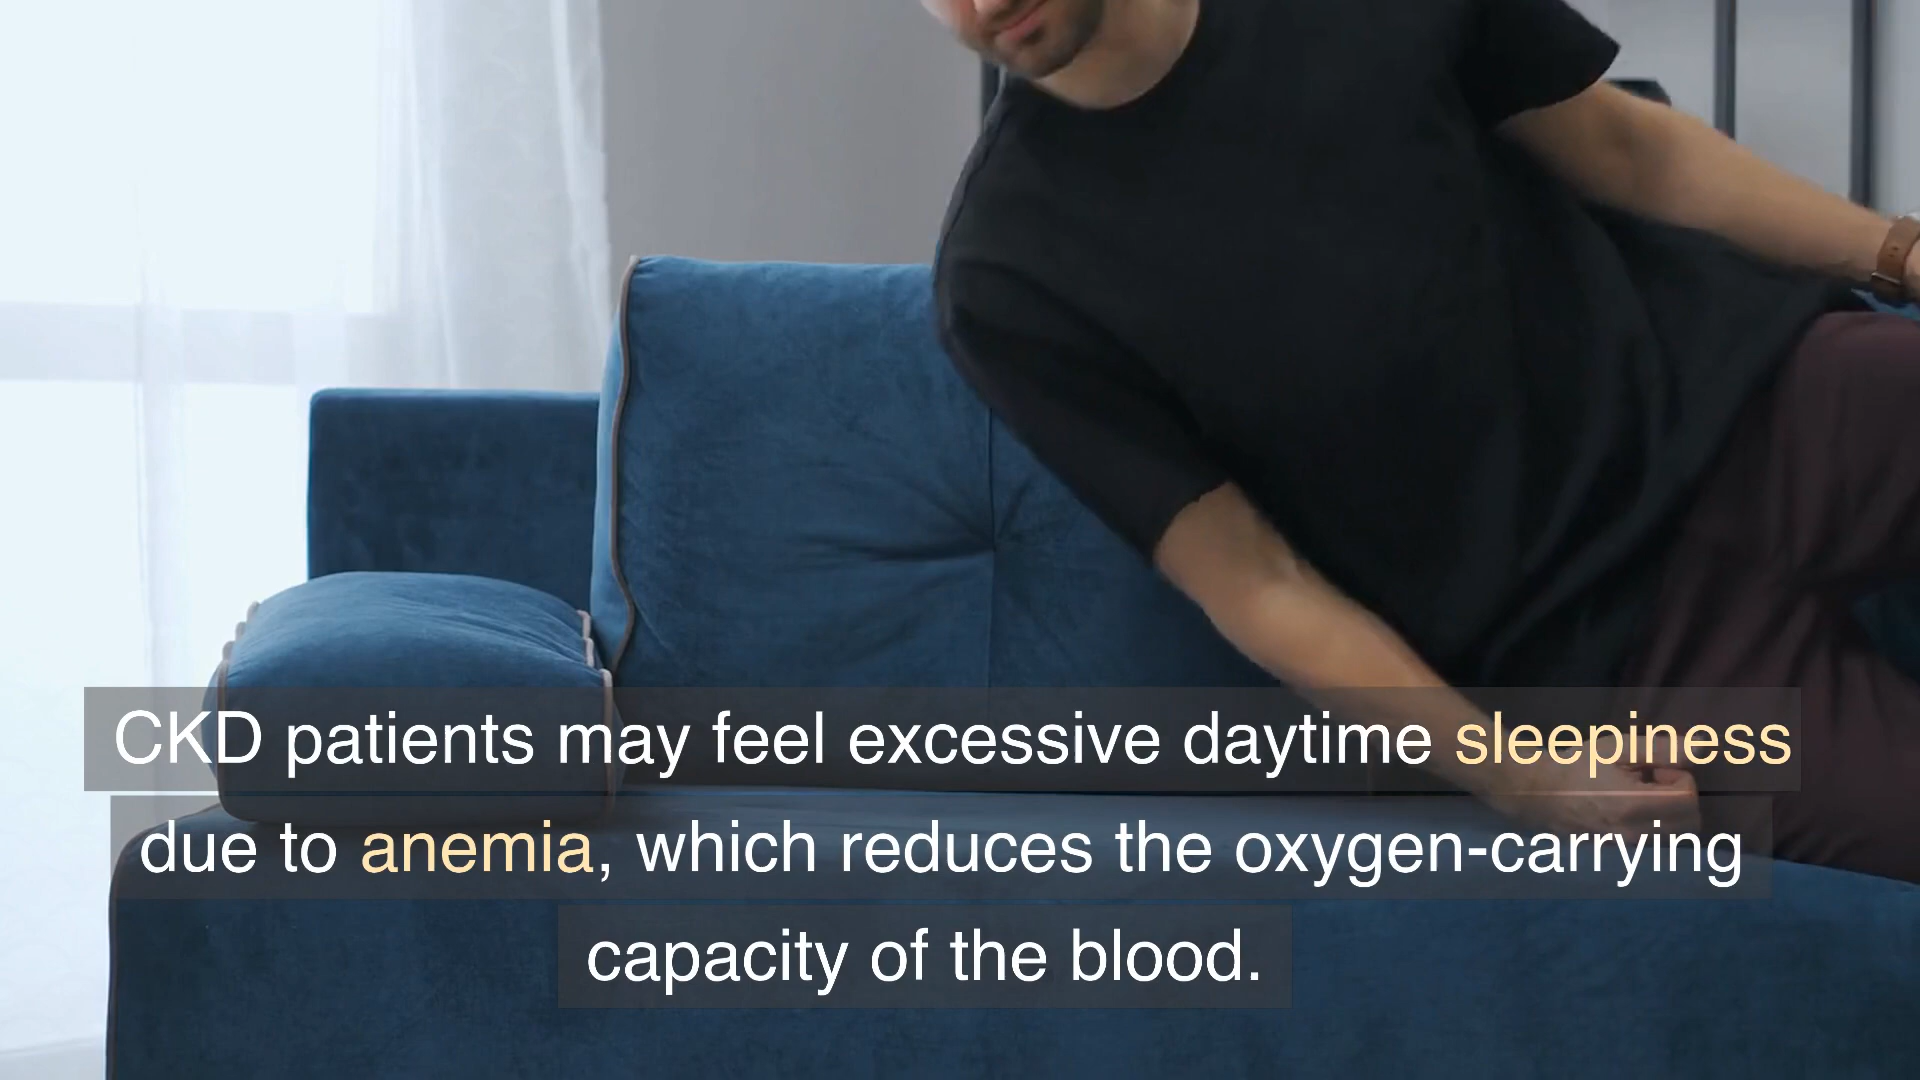 CKD patients may feel excessive daytime sleepiness
due to anemia, which reduces the oxygen-carrying
capacity of the blood.